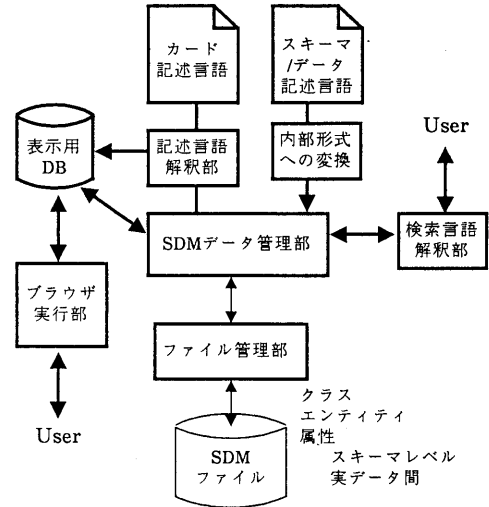 カード
記述言語
スキーマ
/データ
記述言語
User
表示用
DB
記述言語
解釈部
内部形式
への変換
SDMデータ管理部
検索言語
解釈部
ブラウザ
実行部
ファイル管理部
User
クラス
エンティティ
属性
スキーマレベル
実データ間
SDM
ファイル